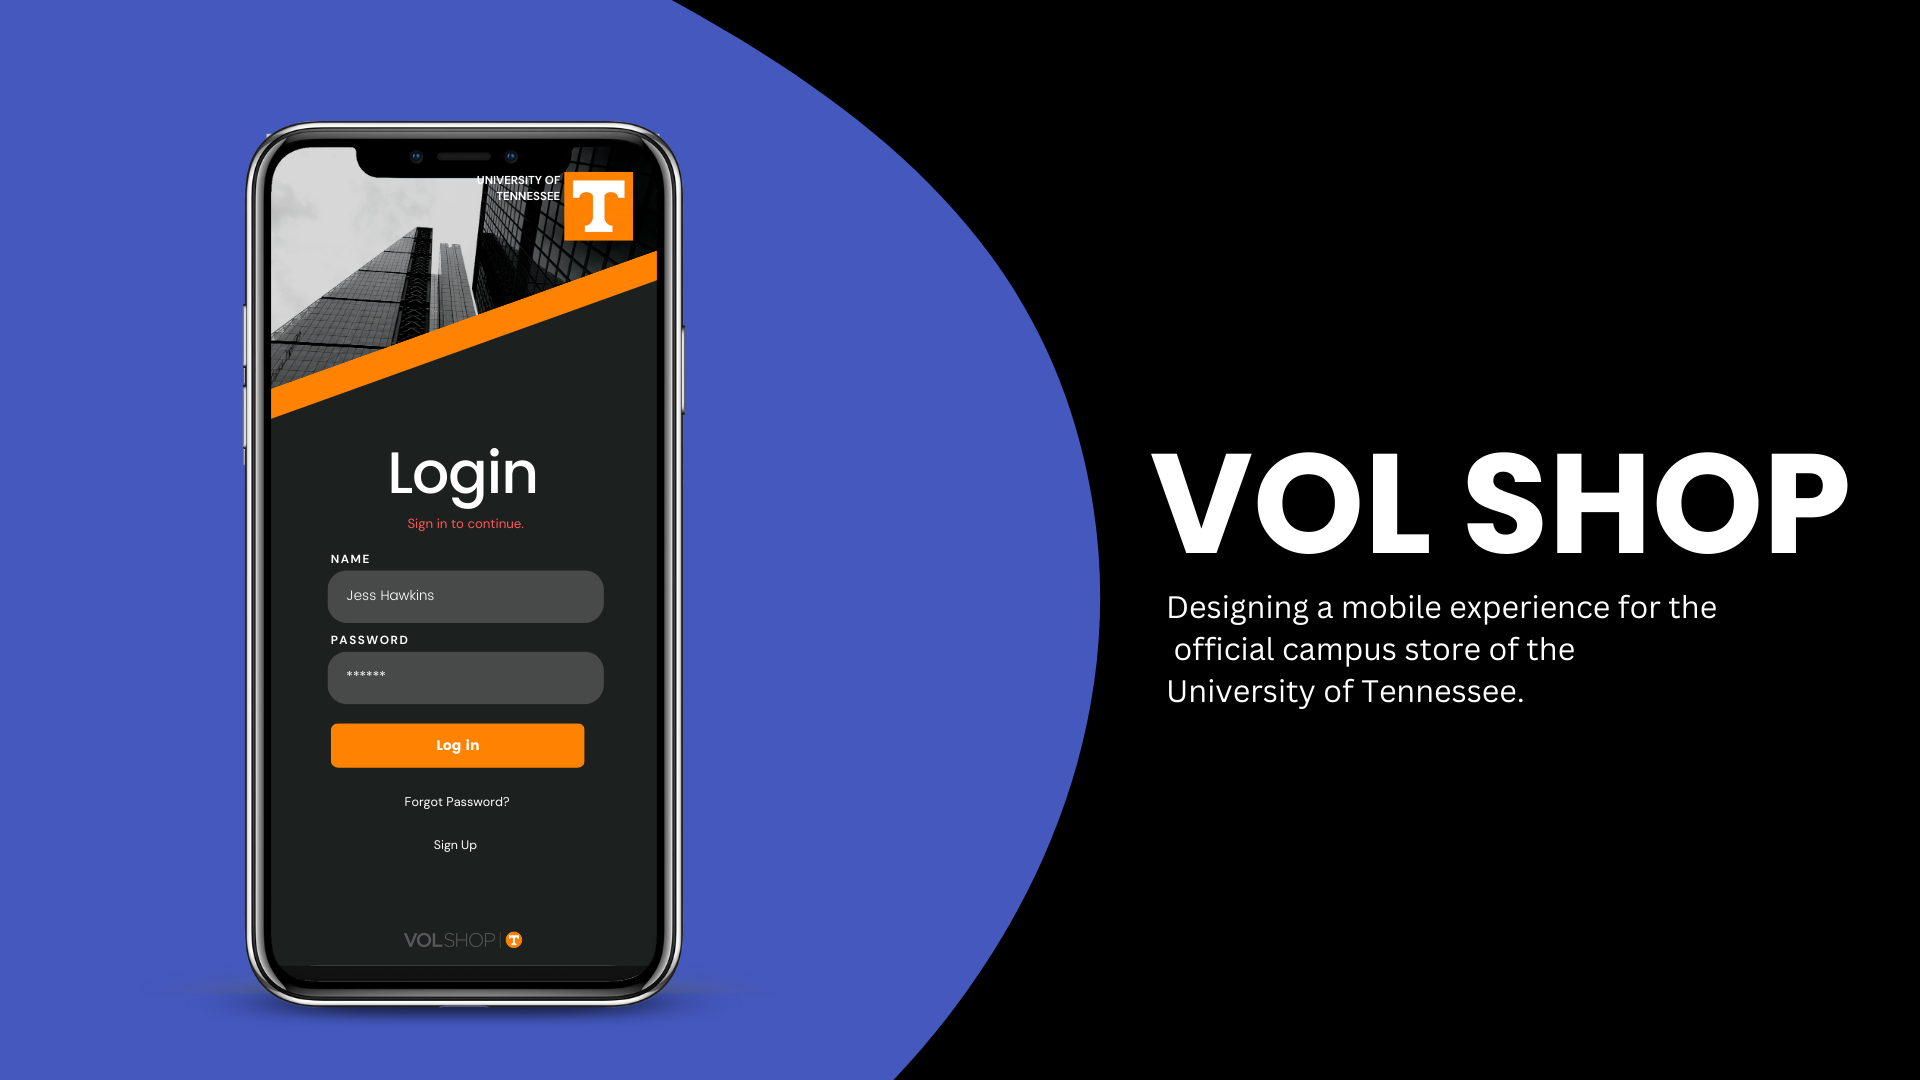 UNIVERSITY OF
TENNESSEE
T
Login
Sign in to continue.
NAME
Jess Hawkins
PASSWORD
******
Log in
Forgot Password?
Sign Up
VOLSHOP | T
VOL SHOP
Designing a mobile experience for the
official campus store of the
University of Tennessee.